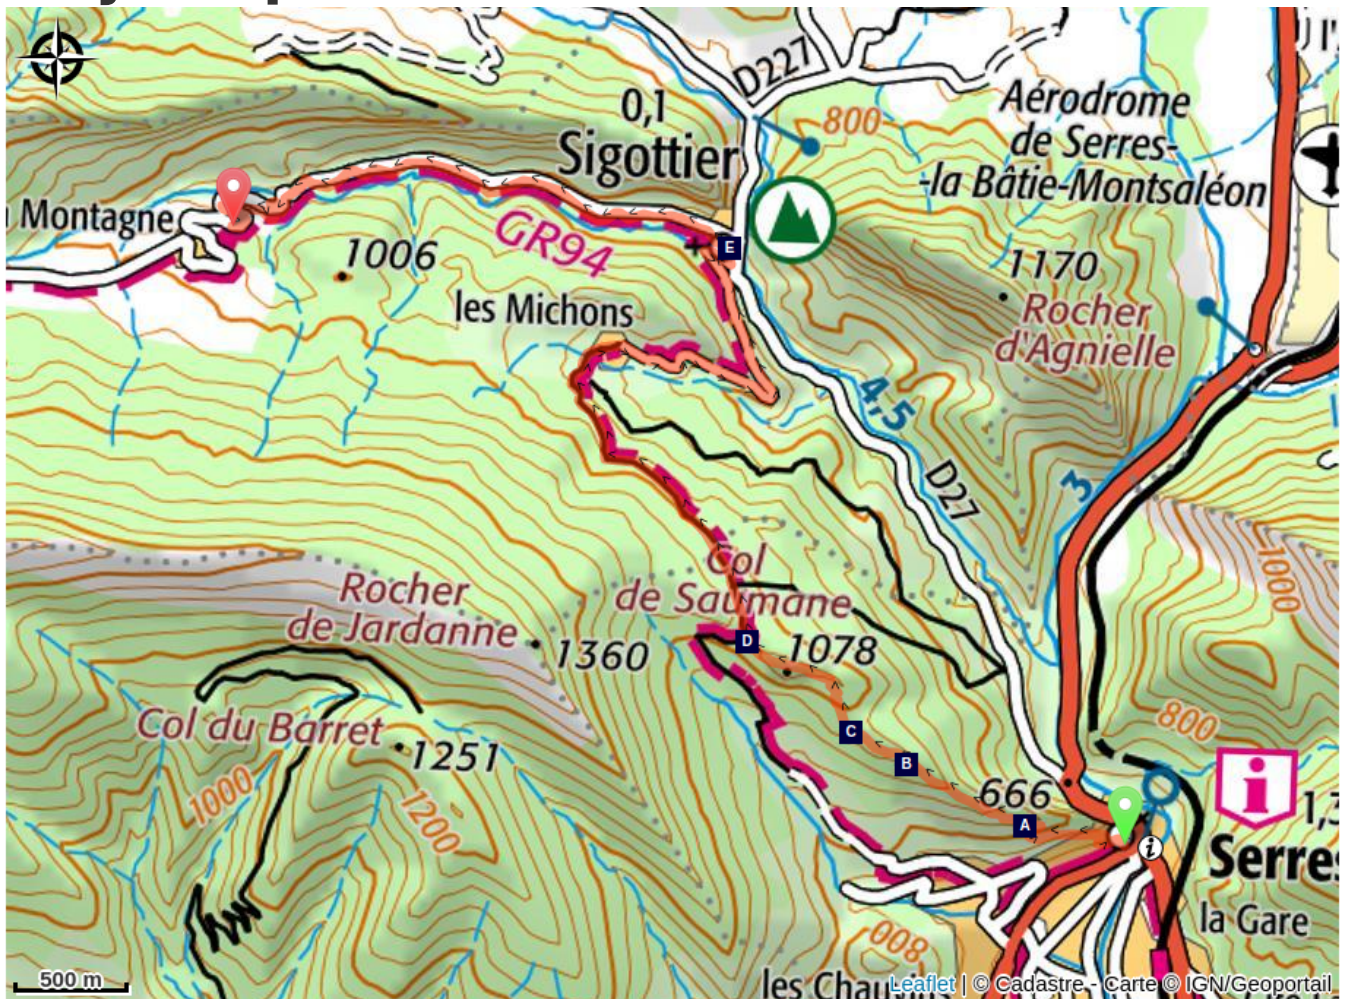 D227
0,1
Sigottier
800
Aérodrome
de Serres-
-la Bâtie-Montsaléon
Montagne
1006
GR94
les Michons
1170
Rocher
d'Agnielle
E
4,5
D27
3
Col
de Saumane
1000
Rocher
de Jardanne
1360
D
1078
Col du Barret
1251
C
B
800
1000
1200
666
A
i
1,3
i
Serres
la Gare
800
les Chauvins
500 m
Leaflet | © Cadastre - Carte © IGN/Geoportail